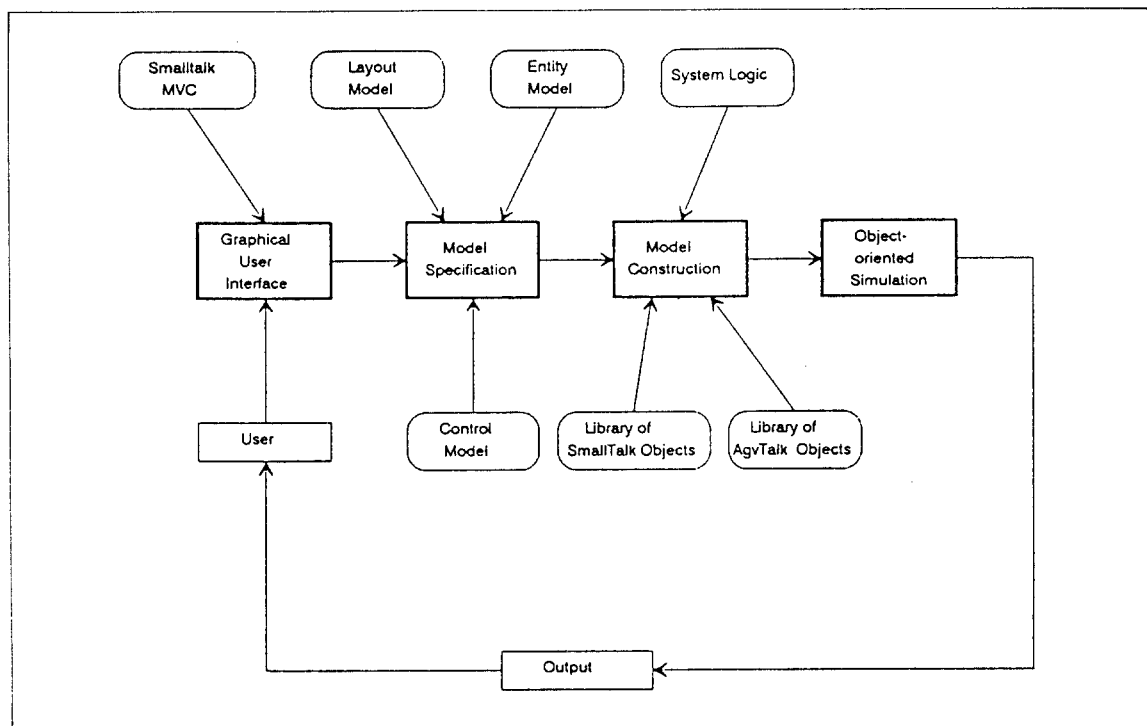 Smalltalk
MVC
Layout
Model
Entity
Model
System Logic
Graphical
User
Interface
Model
Specification
Model
Construction
Object-
oriented
Simulation
User
Control
Model
Library of
SmallTalk Objects
Library of
AgvTalk Objects
Output